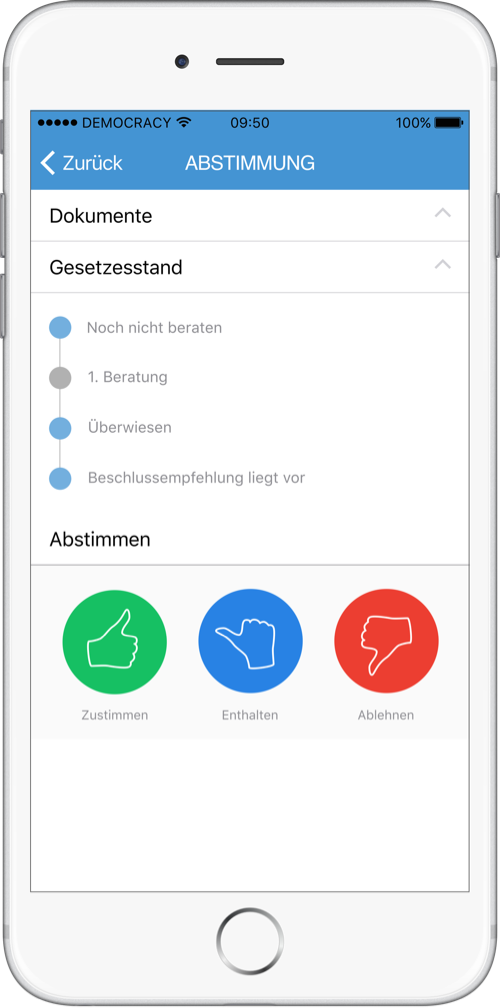 DEMOCRACY 09:50 100%
Zurück ABSTIMMUNG
Dokumente
Gesetzesstand
Noch nicht beraten
1. Beratung
Überwiesen
Beschlussempfehlung liegt vor
Abstimmen
Zustimmen Enthalten Ablehnen